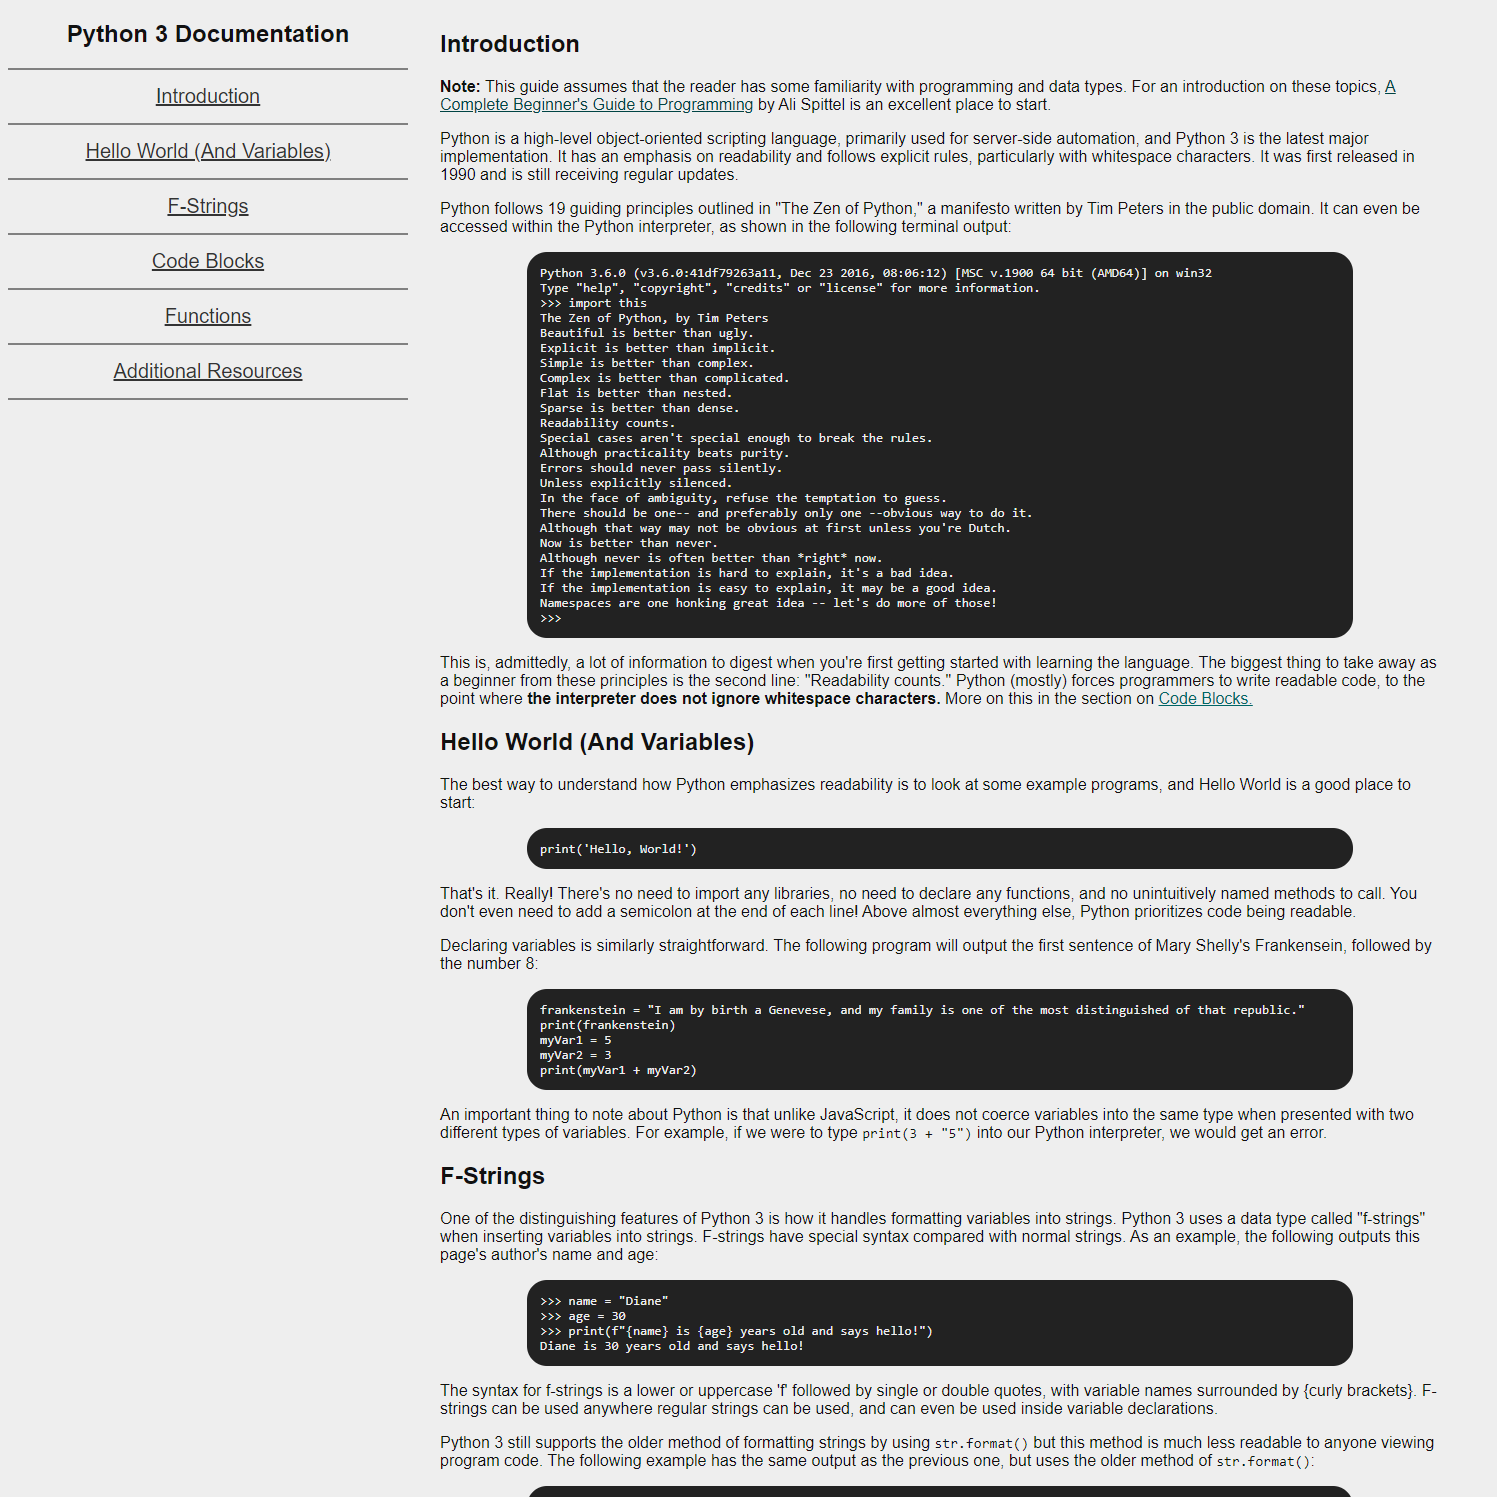 Python 3 Documentation
Introduction
Hello World (And Variables)
F-Strings
Code Blocks
Functions
Additional Resources
Introduction
Note: This guide assumes that the reader has some familiarity with programming and data types. For an introduction on these topics, A
Complete Beginner's Guide to Programming by Ali Spittel is an excellent place to start.
Python is a high-level object-oriented scripting language, primarily used for server-side automation, and Python 3 is the latest major
implementation. It has an emphasis on readability and follows explicit rules, particularly with whitespace characters. It was first released in
1990 and is still receiving regular updates.
Python follows 19 guiding principles outlined in "The Zen of Python," a manifesto written by Tim Peters in the public domain. It can even be
accessed within the Python interpreter, as shown in the following terminal output:
Python 3.6.0 (v3.6.0:41df79263a11, Dec 23 2016, 08:06:12) [MSC v.1900 64 bit (AMD64)] on win32
Type "help", "copyright", "credits" or "license" for more information.
>>> import this
The Zen of Python, by Tim Peters
Beautiful is better than ugly.
Explicit is better than implicit.
Simple is better than complex.
Complex is better than complicated.
Flat is better than nested.
Sparse is better than dense.
Readability counts.
Special cases aren't special enough to break the rules.
Although practicality beats purity.
Errors should never pass silently.
Unless explicitly silenced.
In the face of ambiguity, refuse the temptation to guess.
There should be one-- and preferably only one --obvious way to do it.
Although that way may not be obvious at first unless you're Dutch.
Now is better than never.
Although never is often better than *right* now.
If the implementation is hard to explain, it's a bad idea.
If the implementation is easy to explain, it may be a good idea.
Namespaces are one honking great idea -- let's do more of those!
>>>
This is, admittedly, a lot of information to digest when you're first getting started with learning the language. The biggest thing to take away as
a beginner from these principles is the second line: "Readability counts." Python (mostly) forces programmers to write readable code, to the
point where the interpreter does not ignore whitespace characters. More on this in the section on Code Blocks.
Hello World (And Variables)
The best way to understand how Python emphasizes readability is to look at some example programs, and Hello World is a good place to
start:
print('Hello, World!')
That's it. Really! There's no need to import any libraries, no need to declare any functions, and no unintuitively named methods to call. You
don't even need to add a semicolon at the end of each line! Above almost everything else, Python prioritizes code being readable.
Declaring variables is similarly straightforward. The following program will output the first sentence of Mary Shelly's Frankensein, followed by
the number 8:
frankenstein = "I am by birth a Genevese, and my family is one of the most distinguished of that republic."
print(frankenstein)
myVar1 = 5
myVar2 = 3
print(myVar1 + myVar2)
An important thing to note about Python is that unlike JavaScript, it does not coerce variables into the same type when presented with two
different types of variables. For example, if we were to type print(3 + "5") into our Python interpreter, we would get an error.
F-Strings
One of the distinguishing features of Python 3 is how it handles formatting variables into strings. Python 3 uses a data type called "f-strings"
when inserting variables into strings. F-strings have special syntax compared with normal strings. As an example, the following outputs this
page's author's name and age:
>>> name = "Diane"
>>> age = 30
>>> print(f"{name} is {age} years old and says hello!")
Diane is 30 years old and says hello!
The syntax for f-strings is a lower or uppercase 'f' followed by single or double quotes, with variable names surrounded by {curly brackets}. F-
strings can be used anywhere regular strings can be used, and can even be used inside variable declarations.
Python 3 still supports the older method of formatting strings by using str.format() but this method is much less readable to anyone viewing
program code. The following example has the same output as the previous one, but uses the older method of str.format():